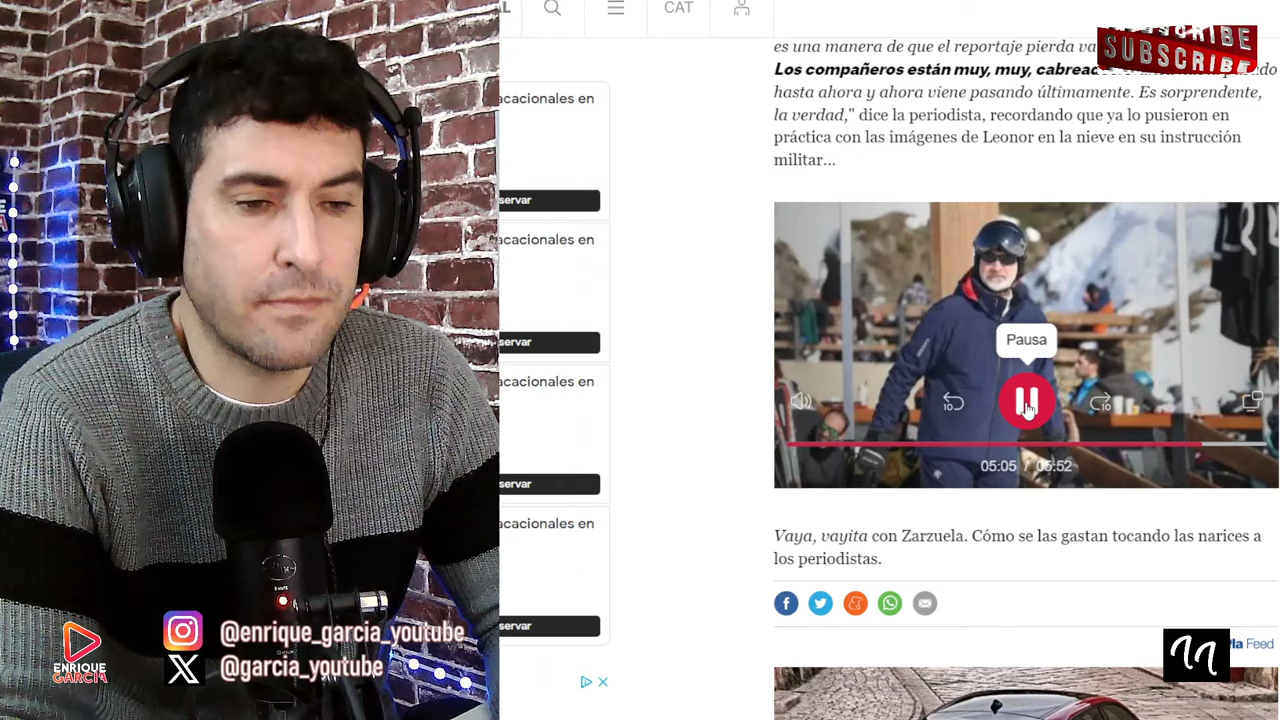 CAT
SUBSCRIBE
SUBSCRIBE
es una manera de que el reportaje pierda
Los compañeros están muy, muy,
hasta ahora y ahora viene pasando últimamente. Es sorprendente,
la verdad," dice la periodista, recordando que ya lo pusieron en
práctica con las imágenes de Leonor en la nieve en su instrucción
militar...
acacionales en
servar
acacionales en
servar
acacionales en
servar
acacionales en
servar
Pausa
10
10
05:05 / 05:52
Vaya, vayita con Zarzuela. Cómo se las gastan tocando las narices a
los periodistas.
Feed
ENRIQUE
GARCIA
@enrique_garcia_youtube
@garcia_youtube